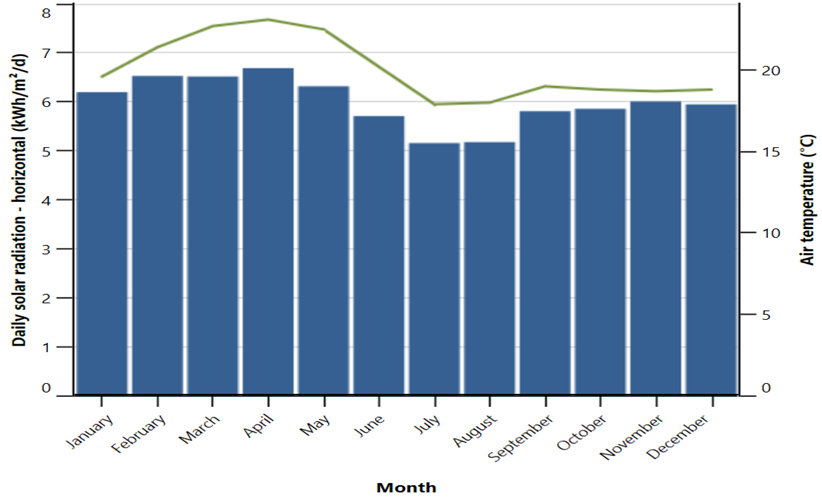 Daily solar radiation - horizontal (kWh/m²/d)
8
7
6
5
4
3
2
1
0
20
15
10
5
0
Air temperature (°C)
January
February
March
April
May
June
July
August
September
October
November
December
Month